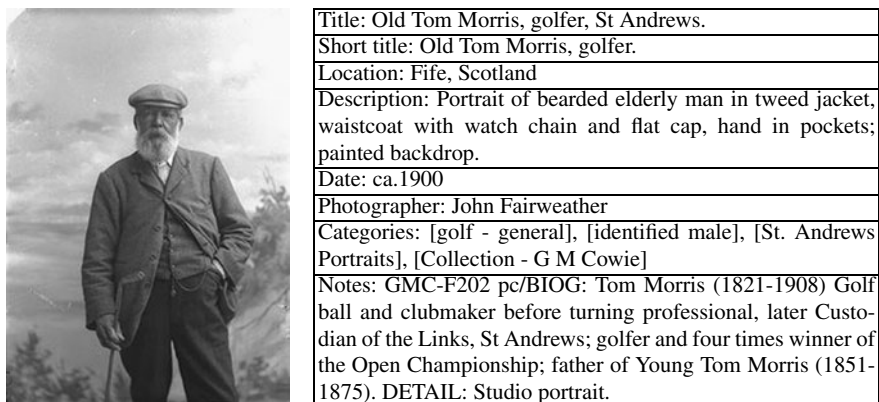 Title: Old Tom Morris, golfer, St Andrews.
Short title: Old Tom Morris, golfer.
Location: Fife, Scotland
Description: Portrait of bearded elderly man in tweed jacket,
waistcoat with watch chain and flat cap, hand in pockets;
painted backdrop.
Date: ca.1900
Photographer: John Fairweather
Categories: [golf - general], [identified male], [St. Andrews
Portraits], [Collection - G M Cowie]
Notes: GMC-F202 pc/BIOG: Tom Morris (1821-1908) Golf
ball and clubmaker before turning professional, later Custo-
dian of the Links, St Andrews; golfer and four times winner of
the Open Championship; father of Young Tom Morris (1851-
1875). DETAIL: Studio portrait.